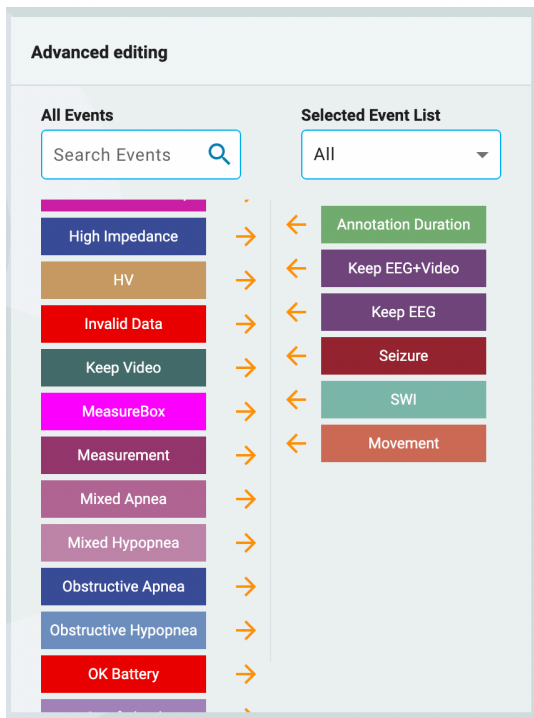 Advanced editing
All Events
Search Events
High Impedance
HV
Invalid Data
Keep Video
MeasureBox
Measurement
Mixed Apnea
Mixed Hypopnea
Obstructive Apnea
Obstructive Hypopnea
OK Battery
Selected Event List
All
Annotation Duration
Keep EEG+Video
Keep EEG
Seizure
SWI
Movement